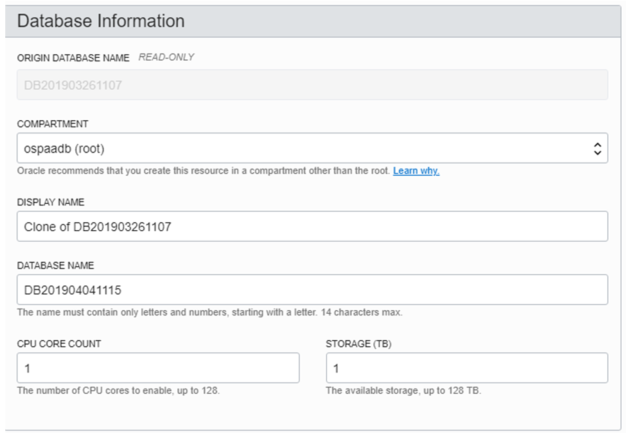 Database Information
ORIGIN DATABASE NAME READ-ONLY
DB201903261107
COMPARTMENT
ospaadb (root)
Oracle recommends that you create this resource in a compartment other than the root. Learn why.
DISPLAY NAME
Clone of DB201903261107
DATABASE NAME
DB201904041115
The name must contain only letters and numbers, starting with a letter. 14 characters max.
CPU CORE COUNT STORAGE (TB)
1 1
The number of CPU cores to enable, up to 128. The available storage, up to 128 TB.